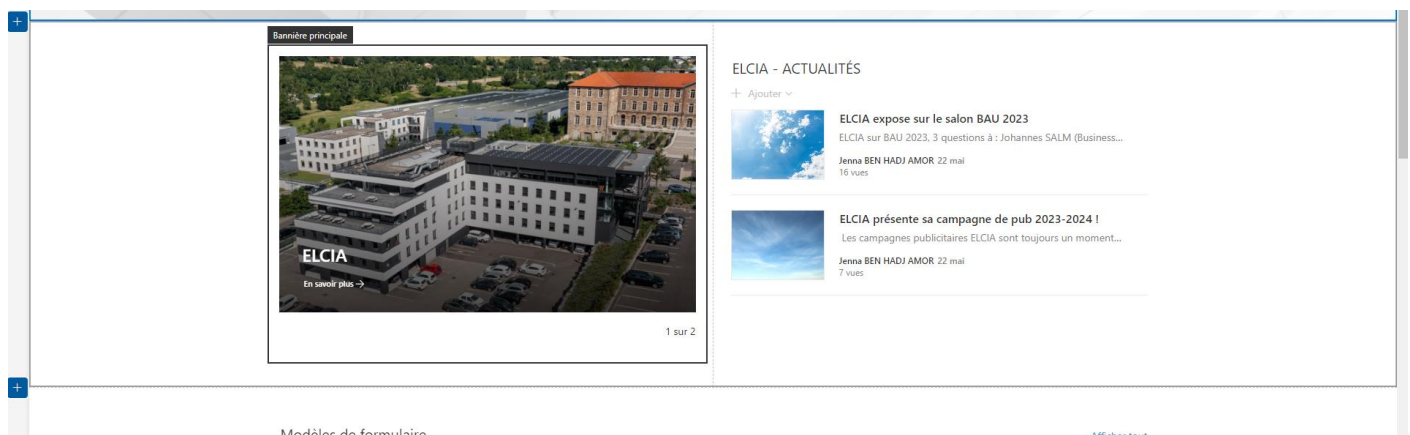 Bannière principale
ELCIA
En savoir plus →
1 sur 2
ELCIA - ACTUALITÉS
+ Ajouter
ELCIA expose sur le salon BAU 2023
ELCIA sur BAU 2023, 3 questions à : Johannes SALM (Business...
Jenna BEN HADJ AMOR 22 mai
16 vues
ELCIA présente sa campagne de pub 2023-2024 !
Les campagnes publicitaires ELCIA sont toujours un moment...
Jenna BEN HADJ AMOR 22 mai
7 vues
Modèles de formulaire
Afficher tout